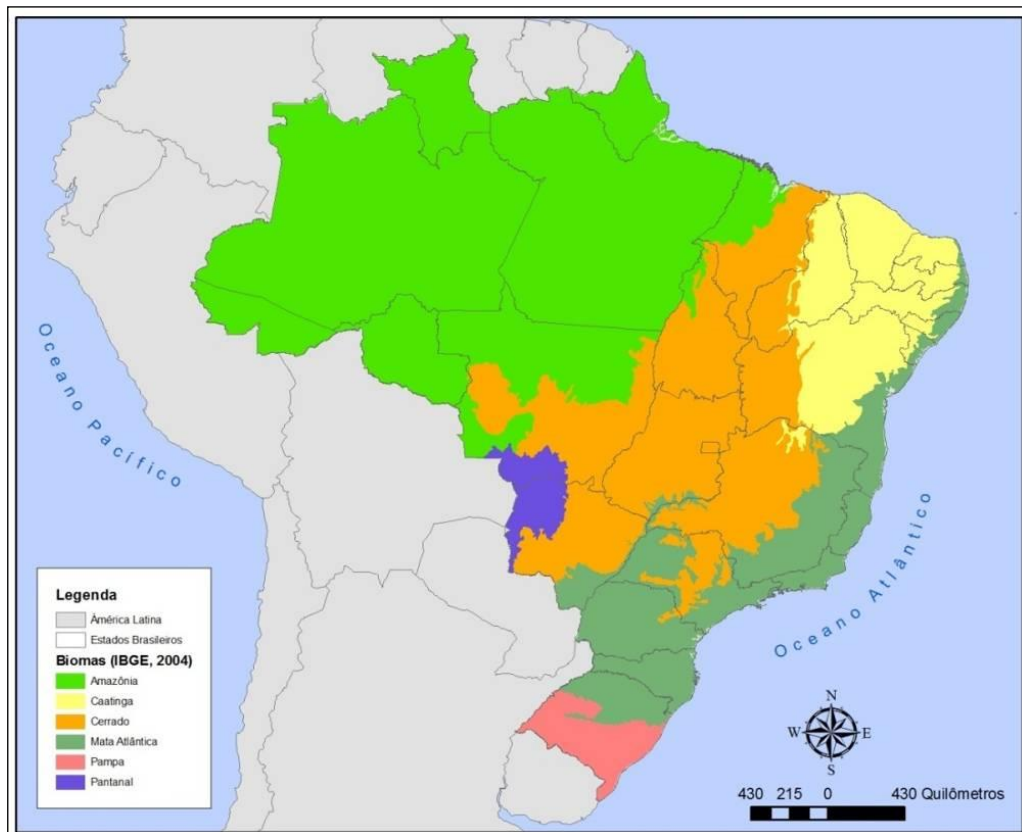 Oceano Pacífico
Oceano Atlântico
Legenda
América Latina
Estados Brasileiros
Biomas (IBGE, 2004)
Amazônia
Caatinga
Cerrado
Mata Atlântica
Pampa
Pantanal
N
W E
S
430 215 0 430 Quilômetros